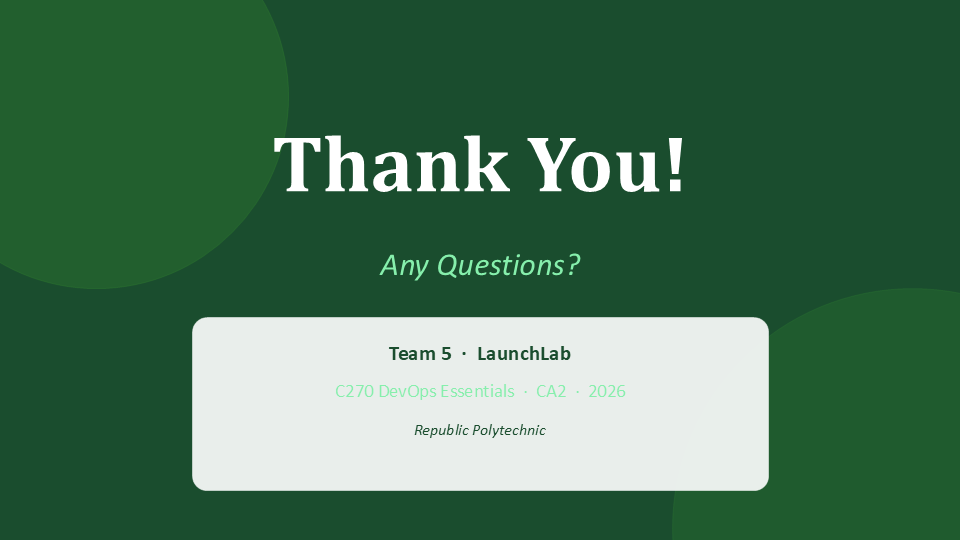 Thank You!
Any Questions?
Team 5 · LaunchLab
C270 DevOps Essentials · CA2 · 2026
Republic Polytechnic